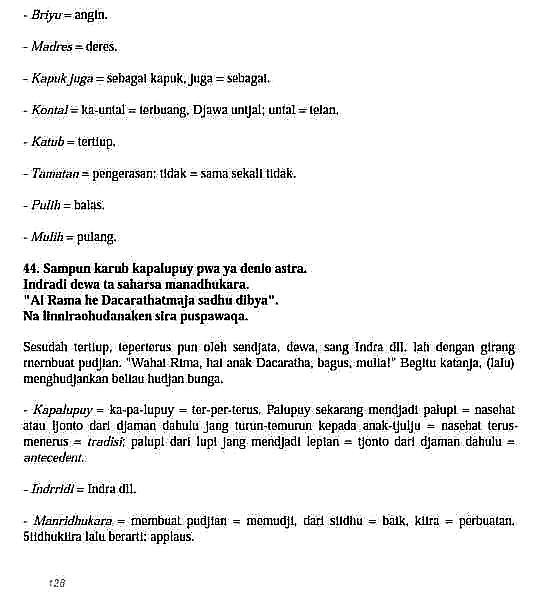 - Briyu = angin.
- Madres = deres.
- Kapuk juga = sebagai kapuk, juga = sebagai.
- Kontal = ka-untal = terbuang, Djawa untjal; untal = telan.
- Katub = tertiup.
- Tamatan = pengerasan; tidak = sama sekali tidak.
- Pulih = balas.
- Mulih = pulang.
44. Sampun karub kapalupuy pwa ya denio astra.
Indradi dewa ta saharsa manadhukara.
"Ai Rama he Dacarathatmaja sadhu dibya".
Na linniraohudanaken sira puspawaqa.
Sesudah tertiup, teperterus pun oleh sendjata, dewa, sang Indra dll. lah dengan girang
membuat pudjian. "Wahai Rima, hai anak Dacaratha, bagus, mulia!" Begitu katanja, (lalu)
menghudjankan beliau hudjan bunga.
- Kapalupuy = ka-pa-lupuy = ter-per-terus. Palupuy sekarang mendjadi palupi = nasehat
atau tjonto dari djaman dahulu jang turun-temurun kepada anak-tjutju = nasehat terus-
menerus = tradisi; palupi dari lupi jang mendjadi lepian = tjonto dari djaman dahulu =
antecedent.
- Indrridi = Indra dll.
- Manridhukara = membuat pudjian = memudji, dari siidhu = baik, kiira = perbuatan.
Siidhukiira lalu berarti: applaus.
128